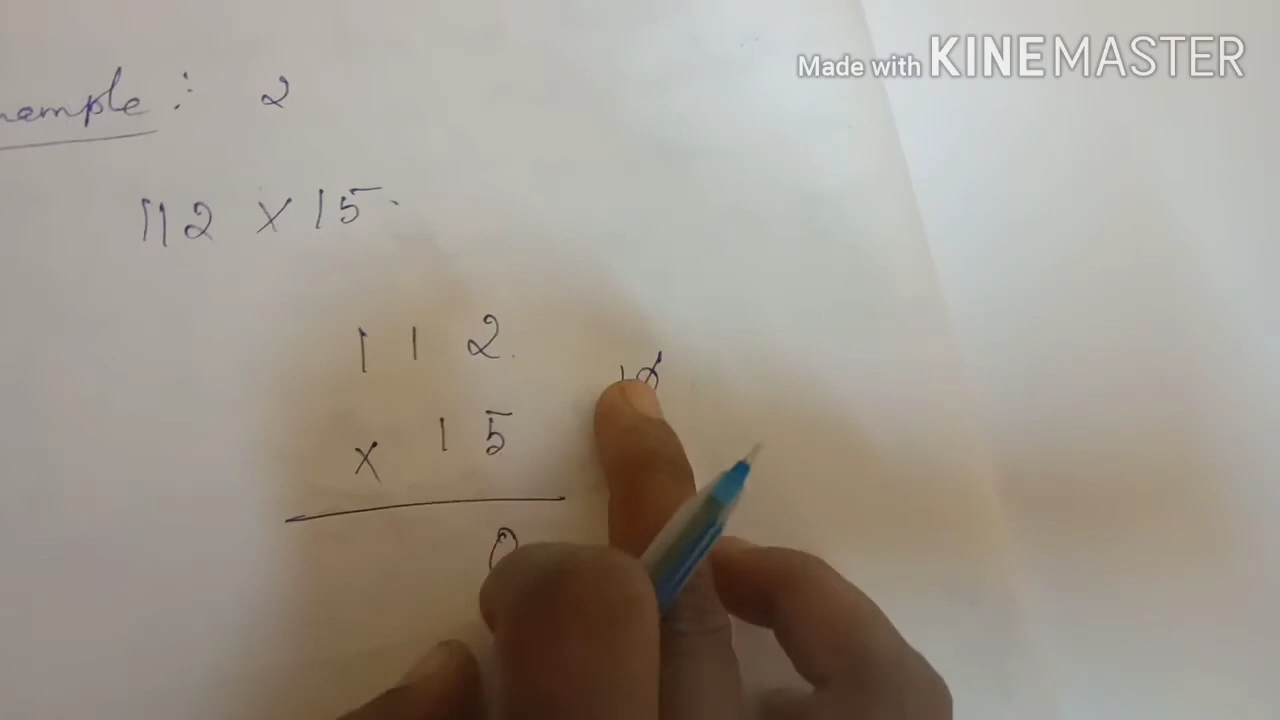 Made with KINEMASTER
xample : 2
112 x 15.
1 1 2
10
x 1 5
0